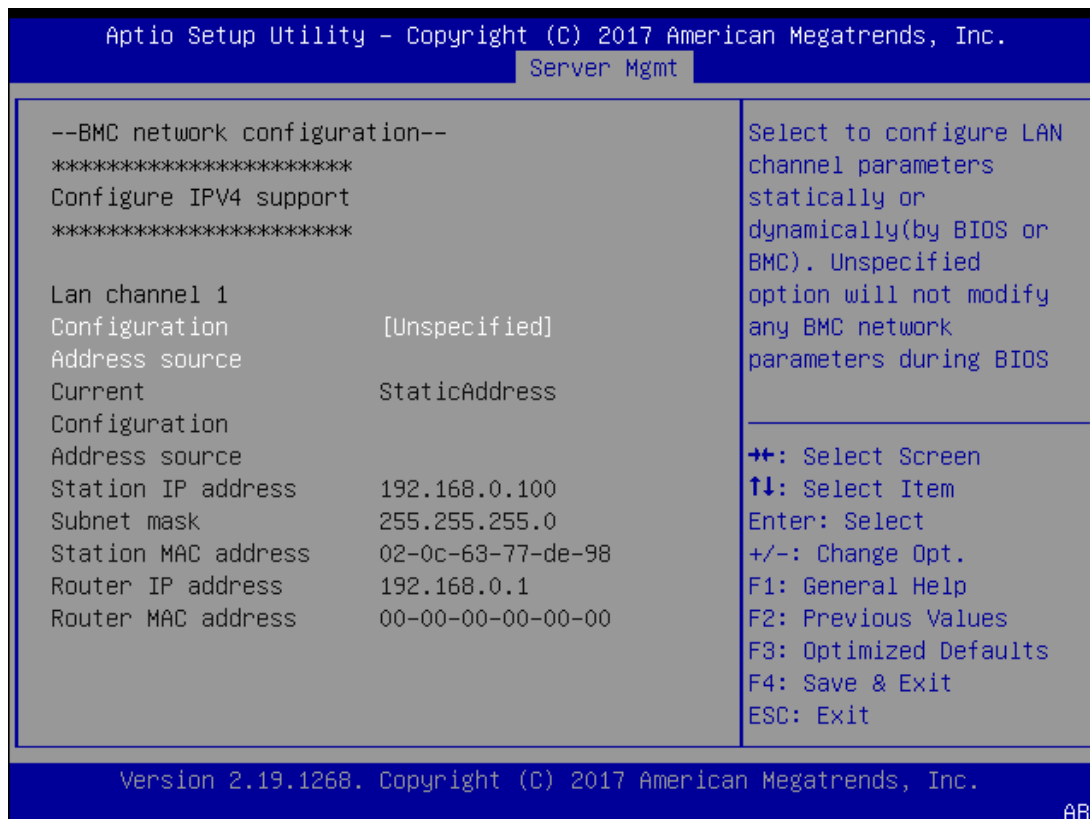 Aptio Setup Utility – Copyright (C) 2017 American Megatrends, Inc.
Server Mgmt
--BMC network configuration--
**********************
Configure IPV4 support
**********************
Lan channel 1
Configuration [Unspecified]
Address source
Current StaticAddress
Configuration
Address source
Station IP address 192.168.0.100
Subnet mask 255.255.255.0
Station MAC address 02-0c-63-77-de-98
Router IP address 192.168.0.1
Router MAC address 00-00-00-00-00-00
Select to configure LAN
channel parameters
statically or
dynamically(by BIOS or
BMC). Unspecified
option will not modify
any BMC network
parameters during BIOS
→←: Select Screen
↑↓: Select Item
Enter: Select
+/-: Change Opt.
F1: General Help
F2: Previous Values
F3: Optimized Defaults
F4: Save & Exit
ESC: Exit
Version 2.19.1268. Copyright (C) 2017 American Megatrends, Inc.
AB